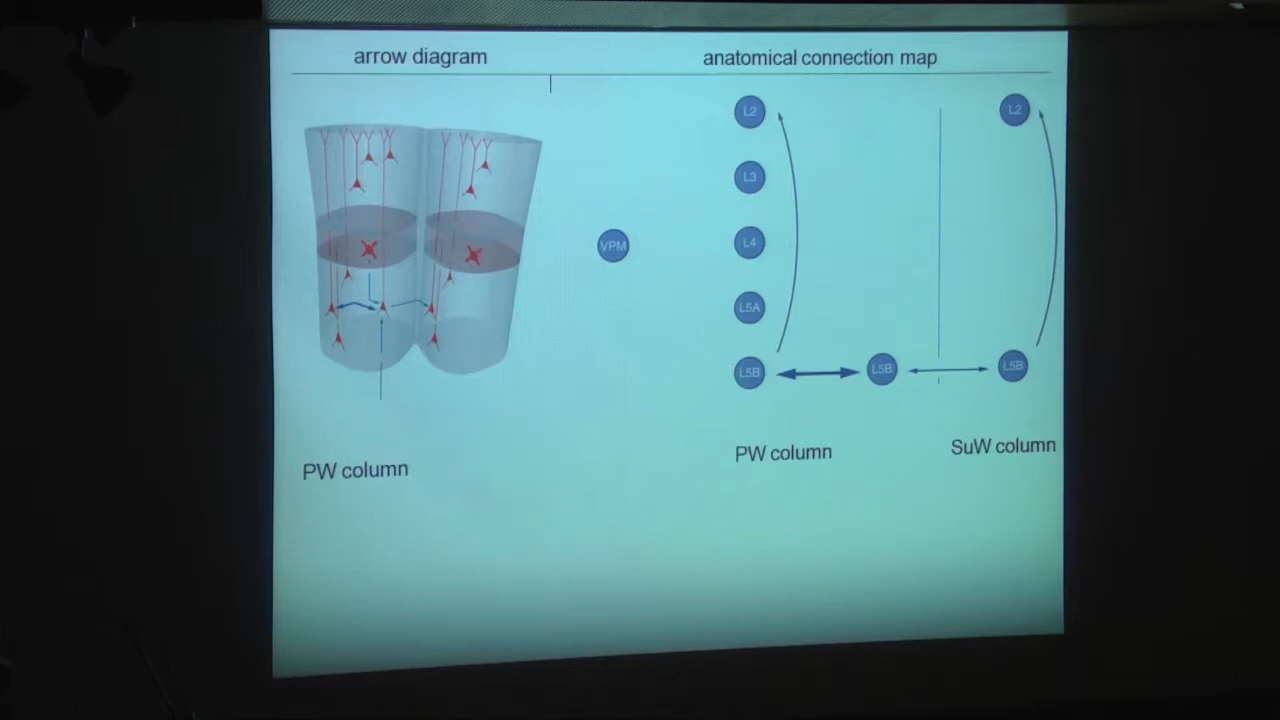 arrow diagram
anatomical connection map
L2
L2
L3
VPM
L4
L5A
L5B
L5B
L5B
PW column
PW column
SuW column